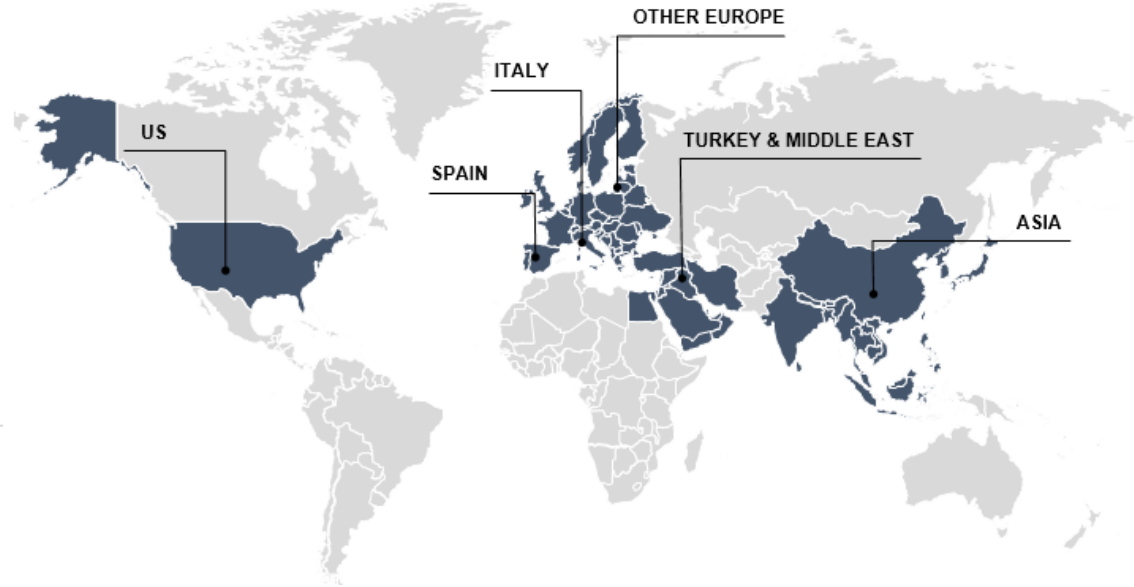 OTHER EUROPE
ITALY
US
TURKEY & MIDDLE EAST
SPAIN
ASIA